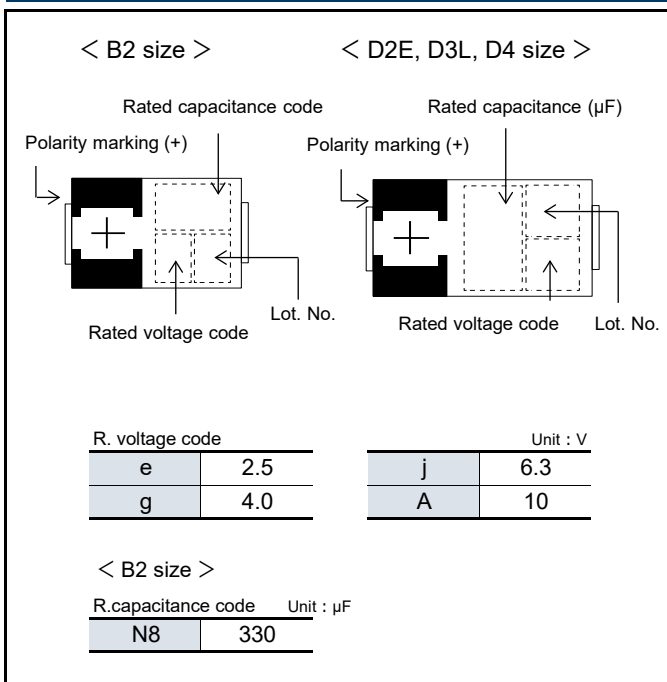 < B2 size >
< D2E, D3L, D4 size >
Rated capacitance code
Rated capacitance (μF)
Polarity marking (+)
Polarity marking (+)
+
+
Rated voltage code
Lot. No.
Rated voltage code
Lot. No.
R. voltage code
Unit : V
e 2.5
j 6.3
g 4.0
A 10
< B2 size >
R.capacitance code Unit : μF
N8 330